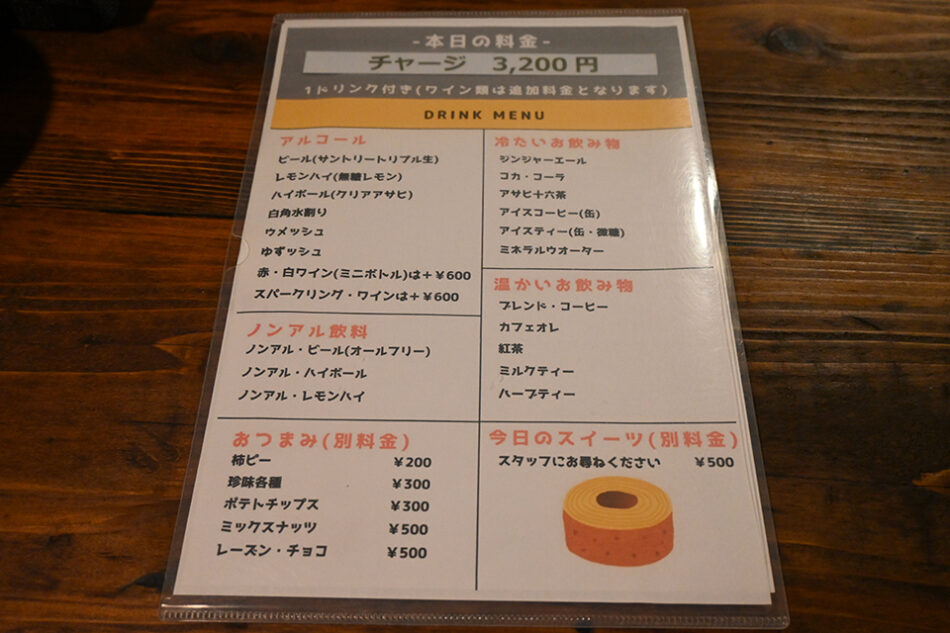 -本日の料金-
チャージ 3,200円
1ドリンク付き(ワイン類は追加料金となります)
DRINK MENU
アルコール
ビール(サントリートリプル生)
レモンハイ(無糖レモン)
ハイボール(クリアアサヒ)
白角水割り
ウメッシュ
ゆずッシュ
赤・白ワイン(ミニボトル)は+¥600
スパークリング・ワインは+¥600
ノンアル飲料
ノンアル・ビール(オールフリー)
ノンアル・ハイボール
ノンアル・レモンハイ
おつまみ(別料金)
柿ピー ¥200
珍味各種 ¥300
ポテトチップス ¥300
ミックスナッツ ¥500
レーズン・チョコ ¥500
冷たいお飲み物
ジンジャーエール
コカ・コーラ
アサヒ十六茶
アイスコーヒー(缶)
アイスティー(缶・微糖)
ミネラルウオーター
温かいお飲み物
ブレンド・コーヒー
カフェオレ
紅茶
ミルクティー
ハーブティー
今日のスイーツ(別料金)
スタッフにお尋ねください ¥500